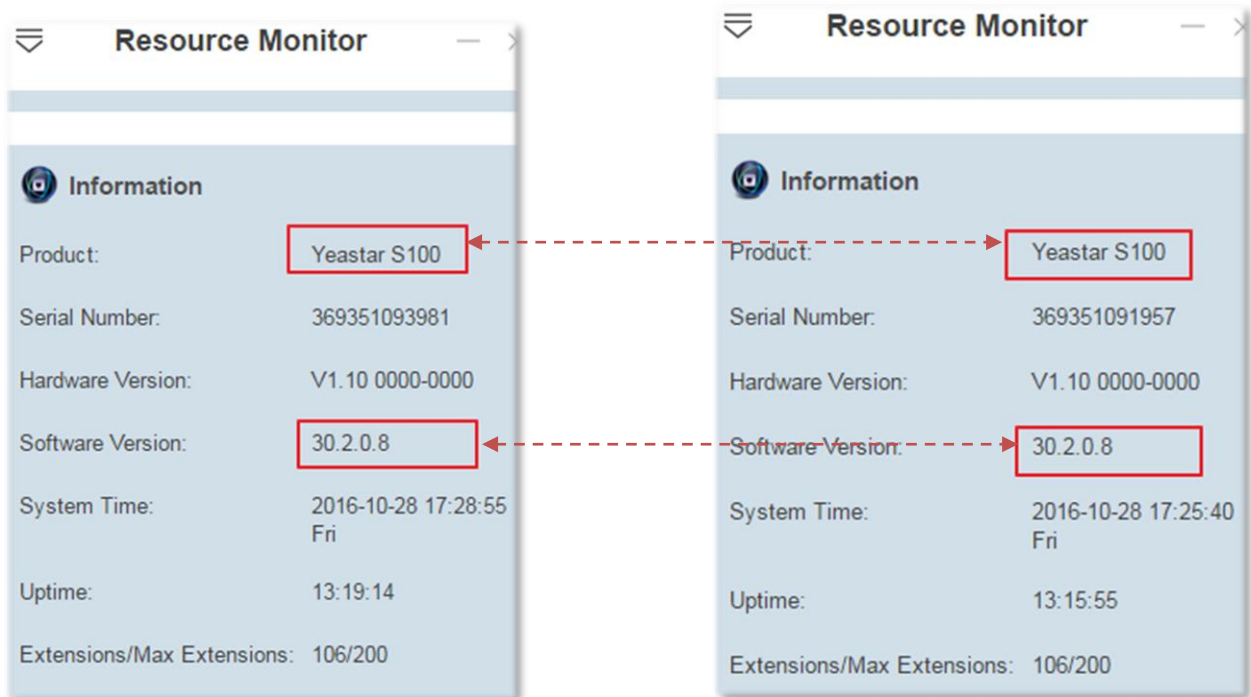 Resource Monitor
Information
Product: Yeastar S100
Serial Number: 369351093981
Hardware Version: V1.10 0000-0000
Software Version: 30.2.0.8
System Time: 2016-10-28 17:28:55
Fri
Uptime: 13:19:14
Extensions/Max Extensions: 106/200
Resource Monitor
Information
Product: Yeastar S100
Serial Number: 369351091957
Hardware Version: V1.10 0000-0000
Software Version: 30.2.0.8
System Time: 2016-10-28 17:25:40
Fri
Uptime: 13:15:55
Extensions/Max Extensions: 106/200